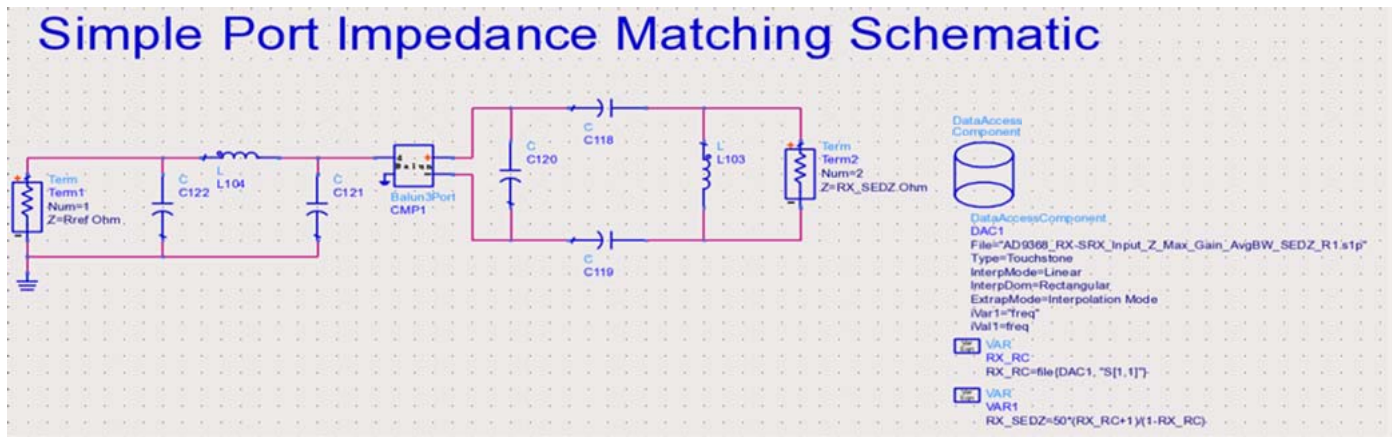 Simple Port Impedance Matching Schematic
Term
Term1
Num=1
Z=Rref Ohm
C
C122
L
L104
C
C121
Balun3Port
CMP1
C
C120
C
C118
C
C119
L
L103
Term
Term2
Num=2
Z=RX_SEDZ Ohm
DataAccess
Component
DataAccessComponent
DAC1
File="AD9368_RX-SRX_Input_Z_Max_Gain_AvgBW_SEDZ_R1.s1p"
Type=Touchstone
InterpMode=Linear
InterpDom=Rectangular
ExtrapMode=Interpolation Mode
iVar1="freq"
iVal1=freq
VAR
RX_RC
RX_RC=file{DAC1, "S[1,1]"}
VAR
VAR1
RX_SEDZ=50*(RX_RC+1)/(1-RX_RC)